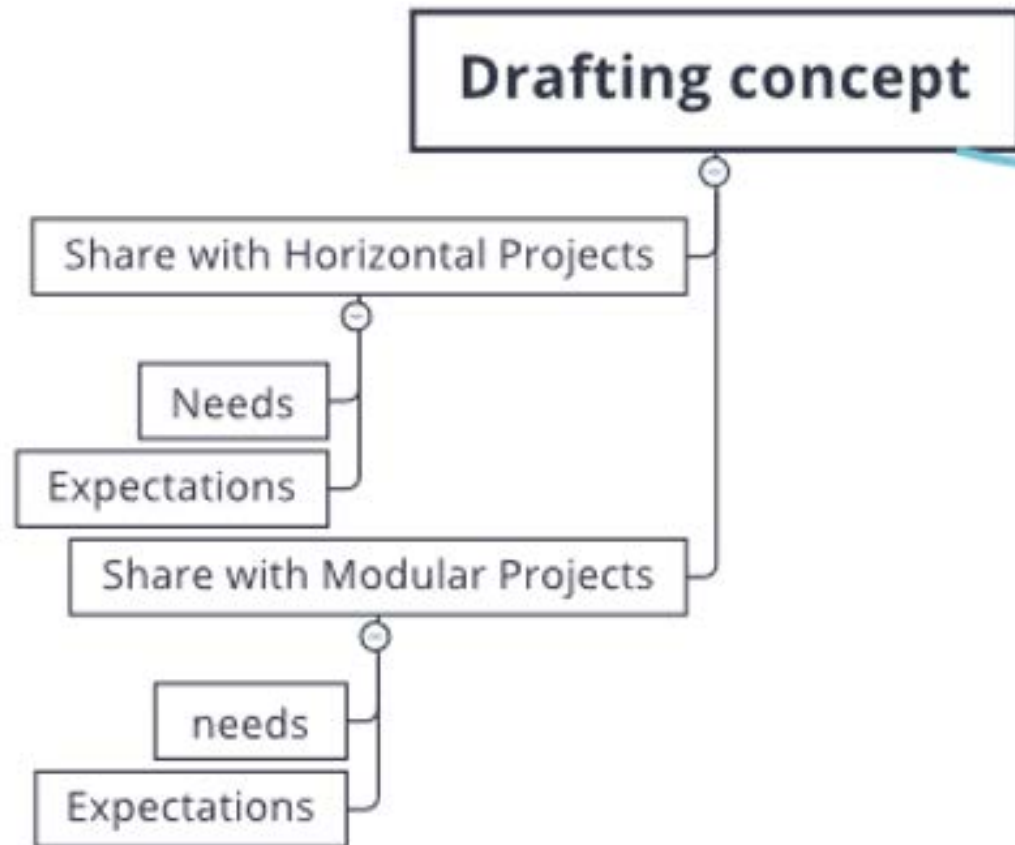 Drafting concept
Share with Horizontal Projects
Needs
Expectations
Share with Modular Projects
needs
Expectations